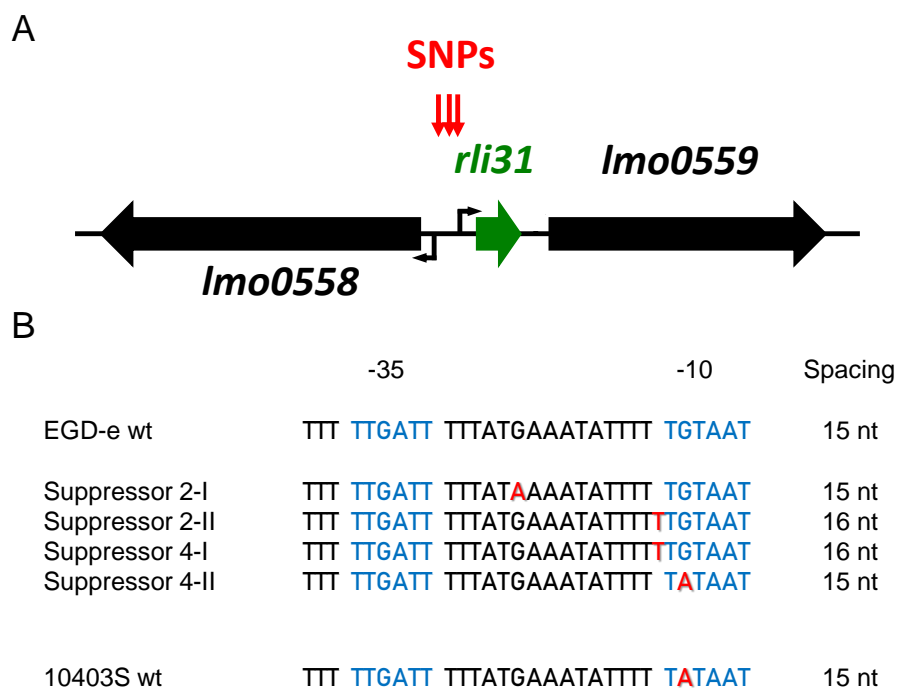 A
SNPs
rli31
lmo0559
lmo0558
B
-35 -10 Spacing
EGD-e wt TTT TTGATT TTTATGAAATATTTT TGTAAT 15 nt
Suppressor 2-I TTT TTGATT TTTATAAAATATTTT TGTAAT 15 nt
Suppressor 2-II TTT TTGATT TTTATGAAATATTTTTTGTAAT 16 nt
Suppressor 4-I TTT TTGATT TTTATGAAATATTTTTTGTAAT 16 nt
Suppressor 4-II TTT TTGATT TTTATGAAATATTTT TATAAT 15 nt
10403S wt TTT TTGATT TTTATGAAATATTTT TATAAT 15 nt